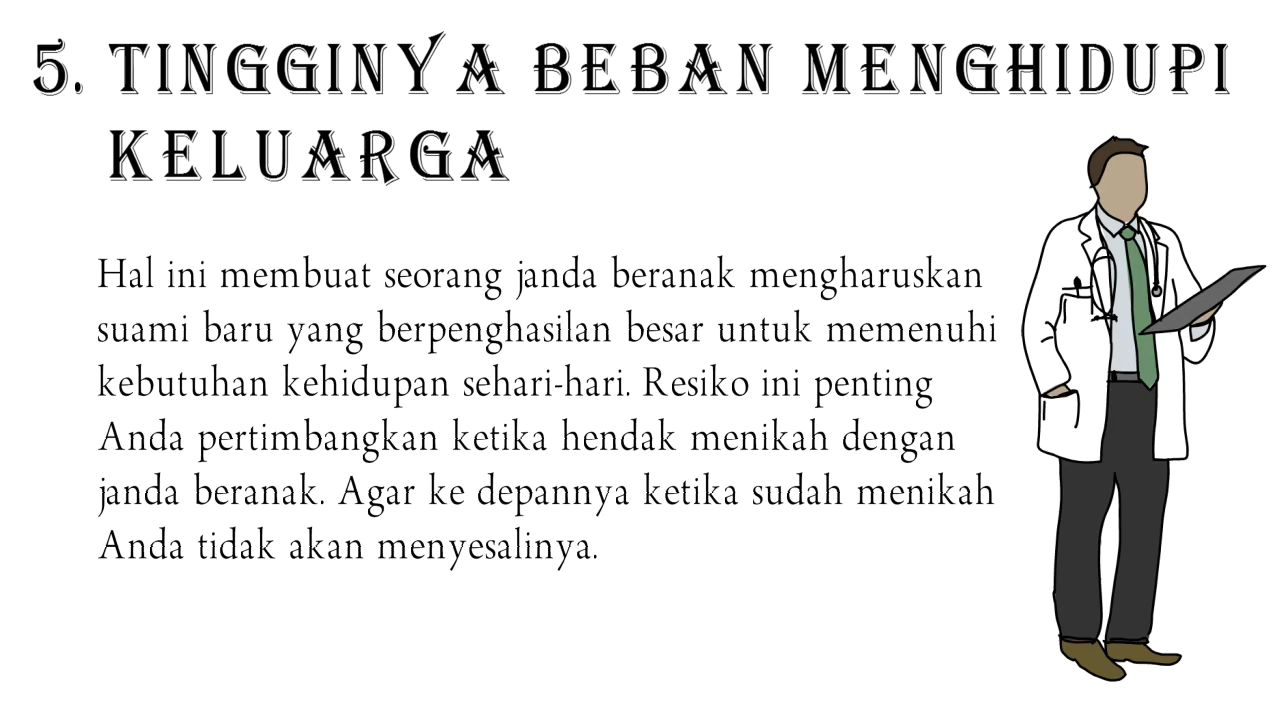 5. TINGGINYA BEBAN MENGHIDUPI
KELUARGA
Hal ini membuat seorang janda beranak mengharuskan
suami baru yang berpenghasilan besar untuk memenuhi
kebutuhan kehidupan sehari-hari. Resiko ini penting
Anda pertimbangkan ketika hendak menikah dengan
janda beranak. Agar ke depannya ketika sudah menikah
Anda tidak akan menyesalinya.